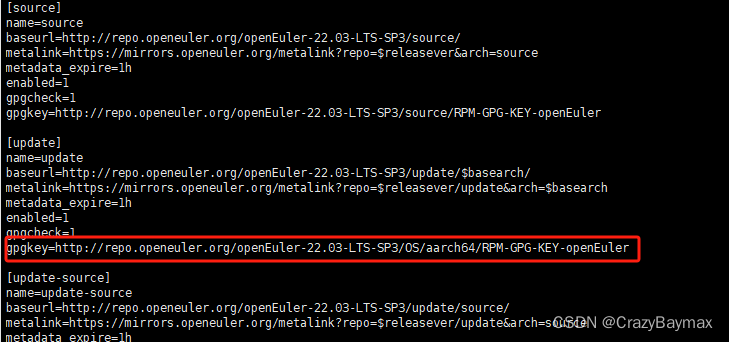 [source]
name=source
baseurl=http://repo.openeuler.org/openEuler-22.03-LTS-SP3/source/
metalink=https://mirrors.openeuler.org/metalink?repo=$releasever&arch=source
metadata_expire=1h
enabled=1
gpgcheck=1
gpgkey=http://repo.openeuler.org/openEuler-22.03-LTS-SP3/source/RPM-GPG-KEY-openEuler
[update]
name=update
baseurl=http://repo.openeuler.org/openEuler-22.03-LTS-SP3/update/$basearch/
metalink=https://mirrors.openeuler.org/metalink?repo=$releasever/update&arch=$basearch
metadata_expire=1h
enabled=1
gpgcheck=1
gpgkey=http://repo.openeuler.org/openEuler-22.03-LTS-SP3/OS/aarch64/RPM-GPG-KEY-openEuler
[update-source]
name=update-source
baseurl=http://repo.openeuler.org/openEuler-22.03-LTS-SP3/update/source/
metalink=https://mirrors.openeuler.org/metalink?repo=$releasever/update&arch=source
metadata_expire=1h
CSDN @CrazyBaymax